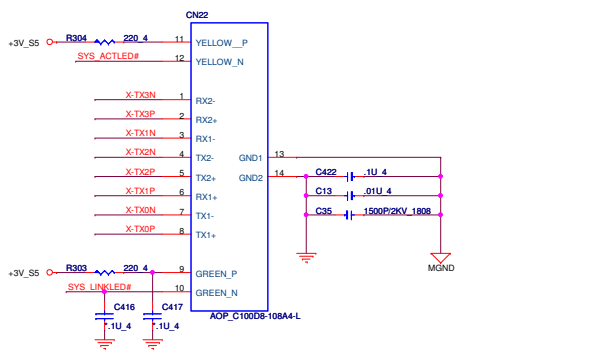 CN22
+3V_S5 R304 220_4 11 YELLOW__P
SYS_ACTLED# 12 YELLOW_N
X-TX3N 1 RX2-
X-TX3P 2 RX2+
X-TX1N 3 RX1-
X-TX2N 4 TX2- GND1 13
X-TX2P 5 TX2+ GND2 14 C422 .1U_4
X-TX1P 6 RX1+ C13 .01U_4
X-TX0N 7 TX1- C35 1500P/2KV_1808
X-TX0P 8 TX1+
+3V_S5 R303 220_4 9 GREEN_P MGND
SYS_LINKLED# 10 GREEN_N
C416 C417 AOP_C100D8-108A4-L
*.1U_4 *.1U_4